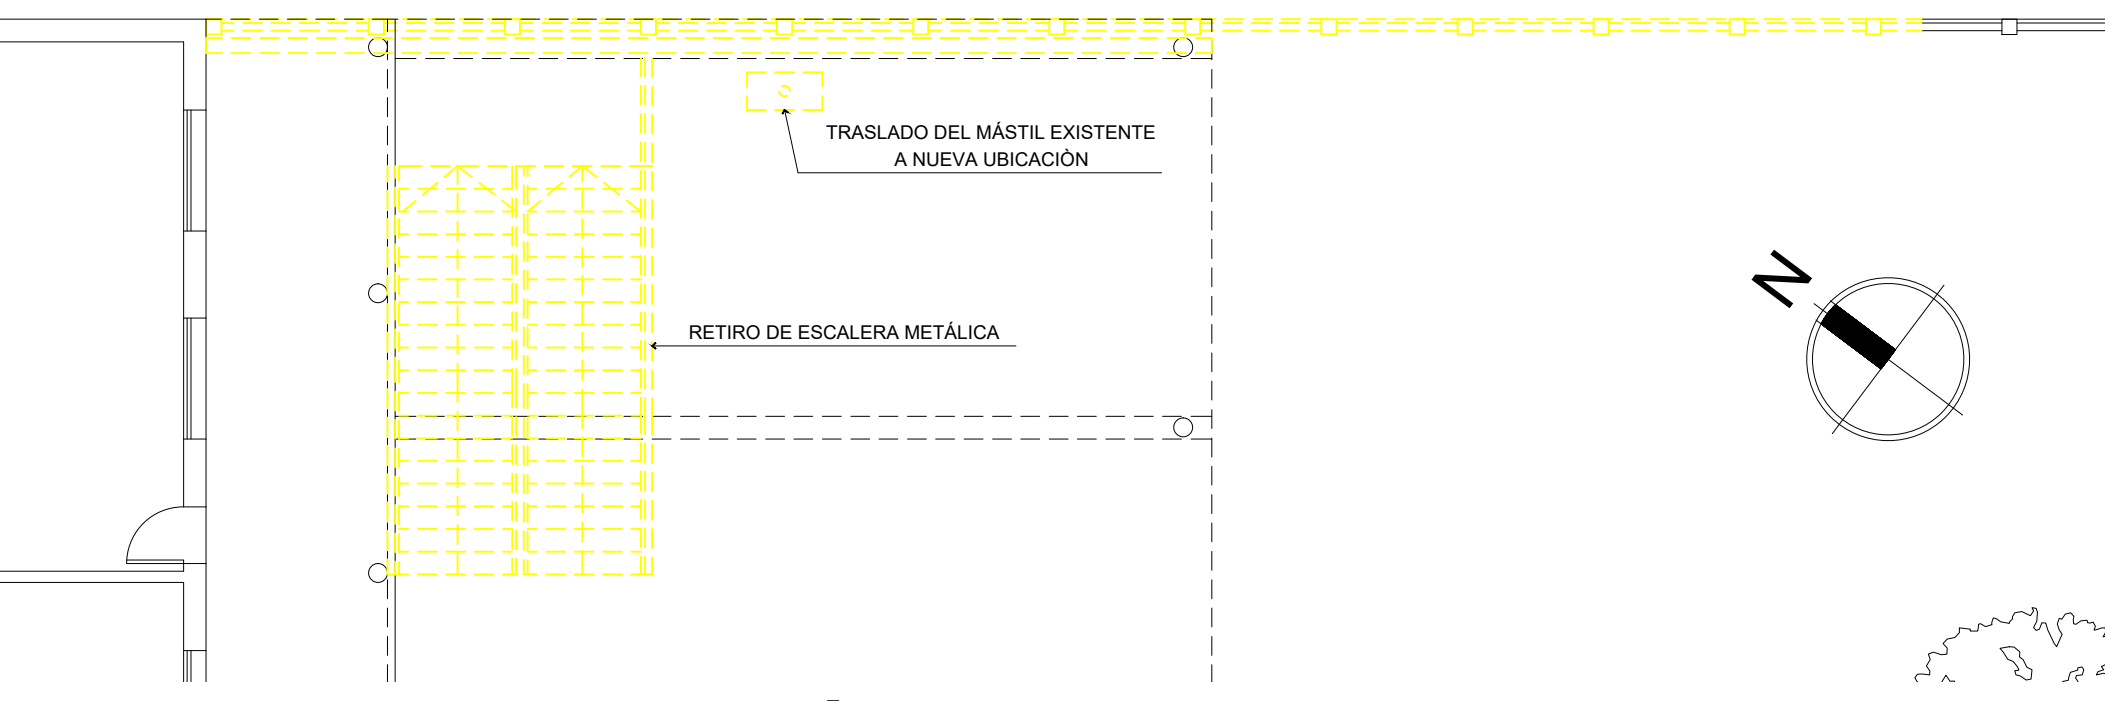 TRASLADO DEL MÁSTIL EXISTENTE
A NUEVA UBICACIÒN
N
RETIRO DE ESCALERA METÁLICA